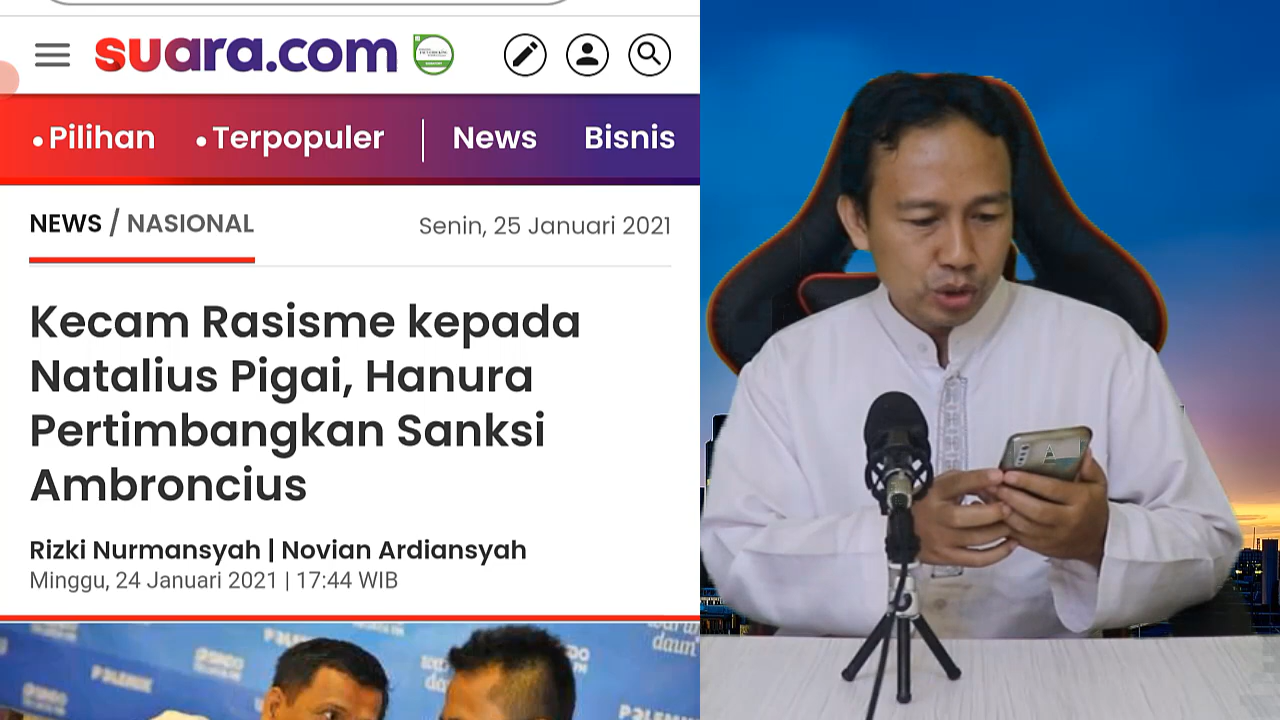 suara.com
• Pilihan • Terpopuler | News Bisnis
NEWS / NASIONAL
Senin, 25 Januari 2021
Kecam Rasisme kepada
Natalius Pigai, Hanura
Pertimbangkan Sanksi
Ambroncius
Rizki Nurmansyah | Novian Ardiansyah
Minggu, 24 Januari 2021 | 17:44 WIB
POLEMIK